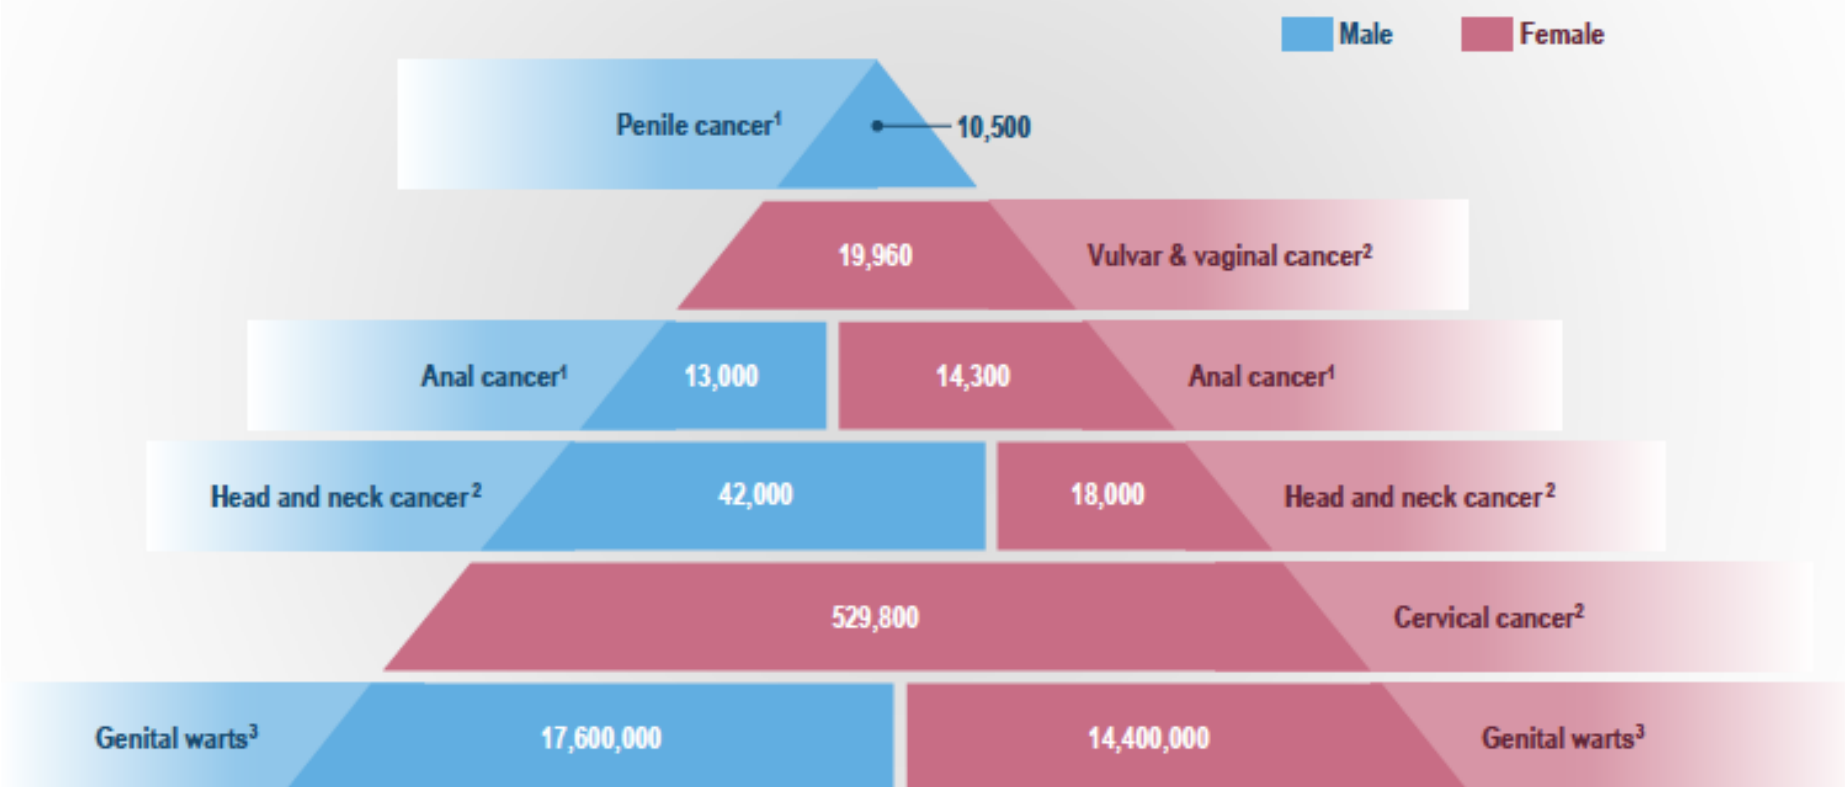 Male Female
Penile cancer¹ 10,500
19,960 Vulvar & vaginal cancer²
Anal cancer¹ 13,000 14,300 Anal cancer¹
Head and neck cancer² 42,000 18,000 Head and neck cancer²
529,800 Cervical cancer²
Genital warts³ 17,600,000 14,400,000 Genital warts³